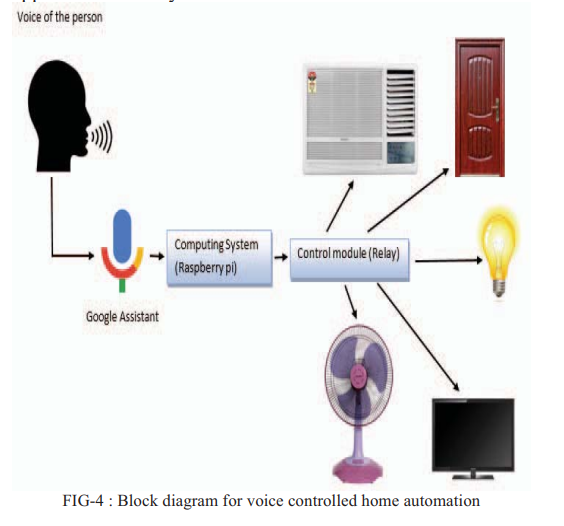 Voice of the person
Computing System
(Raspberry pi)
Control module (Relay)
Google Assistant
FIG-4 : Block diagram for voice controlled home automation